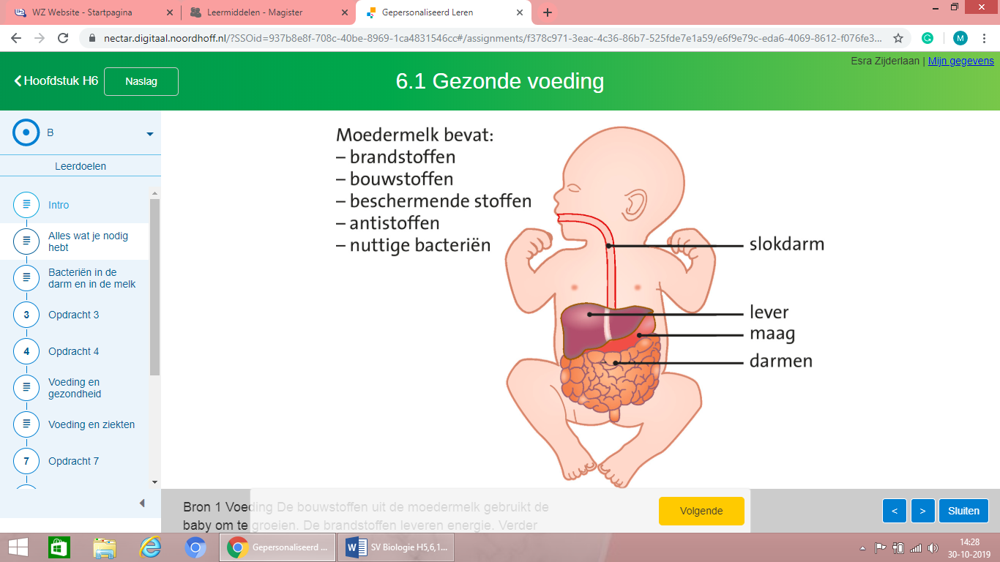 WZ Website - Startpagina
Leermiddelen - Magister
Gepersonaliseerd Leren
nectar.digitaal.noordhoff.nl/?SSOid=937b8e8f-708c-40be-8969-1ca4831546cc#/assignments/f378c971-3eac-4c36-86b7-525fde7e1a59/e6f9e79c-eda6-4069-8612-f076fe3...
M
Esra Zijderlaan | Mijn gegevens
Hoofdstuk H6
Naslag
6.1 Gezonde voeding
B
Leerdoelen
Intro
Alles wat je nodig
hebt
Bacteriën in de
darm en in de melk
3 Opdracht 3
4 Opdracht 4
Voeding en
gezondheid
Voeding en ziekten
7 Opdracht 7
Moedermelk bevat:
– brandstoffen
– bouwstoffen
– beschermende stoffen
– antistoffen
– nuttige bacteriën
slokdarm
lever
maag
darmen
Bron 1 Voeding De bouwstoffen uit de moedermelk gebruikt de
baby om te groeien. De brandstoffen leveren energie. Verder
Volgende
<
>
Sluiten
Gepersonaliseerd ...
SV Biologie H5,6,1...
14:28
30-10-2019